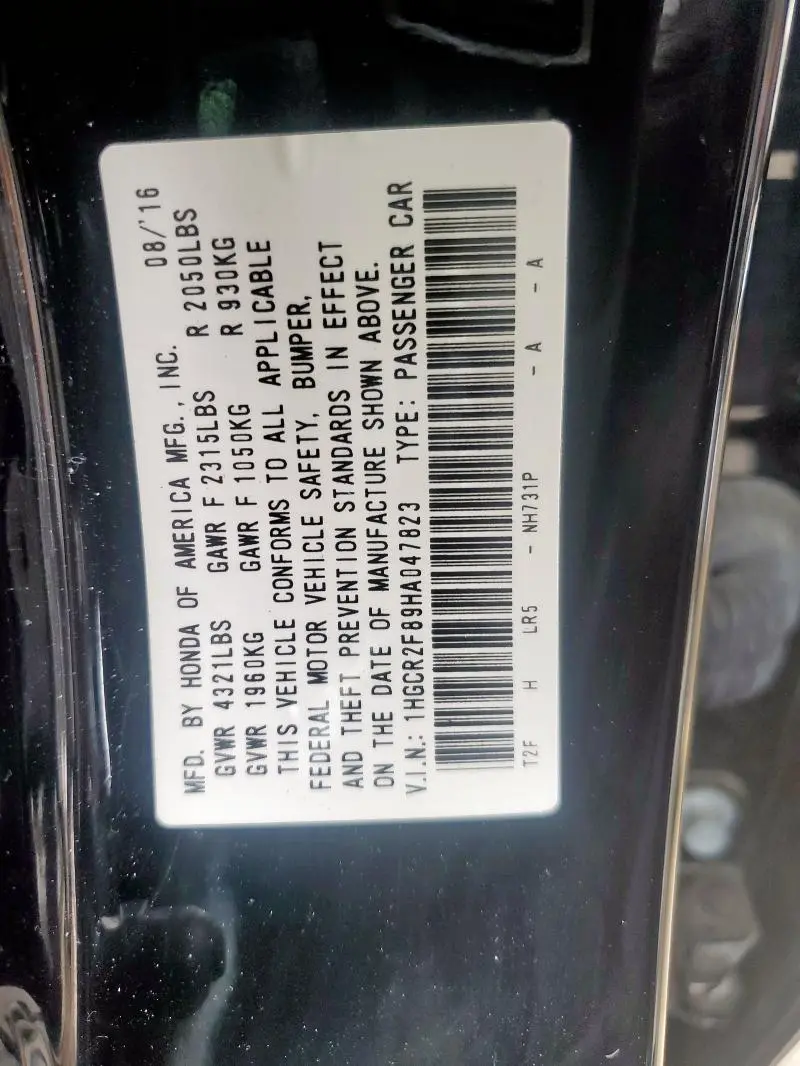 MFD. BY HONDA OF AMERICA MFG., INC. 08/'16
GVWR 4321LBS GAWR F 2315LBS R 2050LBS
GVWR 1960KG GAWR F 1050KG R 930KG
THIS VEHICLE CONFORMS TO ALL APPLICABLE
FEDERAL MOTOR VEHICLE SAFETY, BUMPER,
AND THEFT PREVENTION STANDARDS IN EFFECT
ON THE DATE OF MANUFACTURE SHOWN ABOVE.
V.I.N.: 1HGCR2F89HA047823 TYPE: PASSENGER CAR
T2F H LR5 - NH731P - A - A